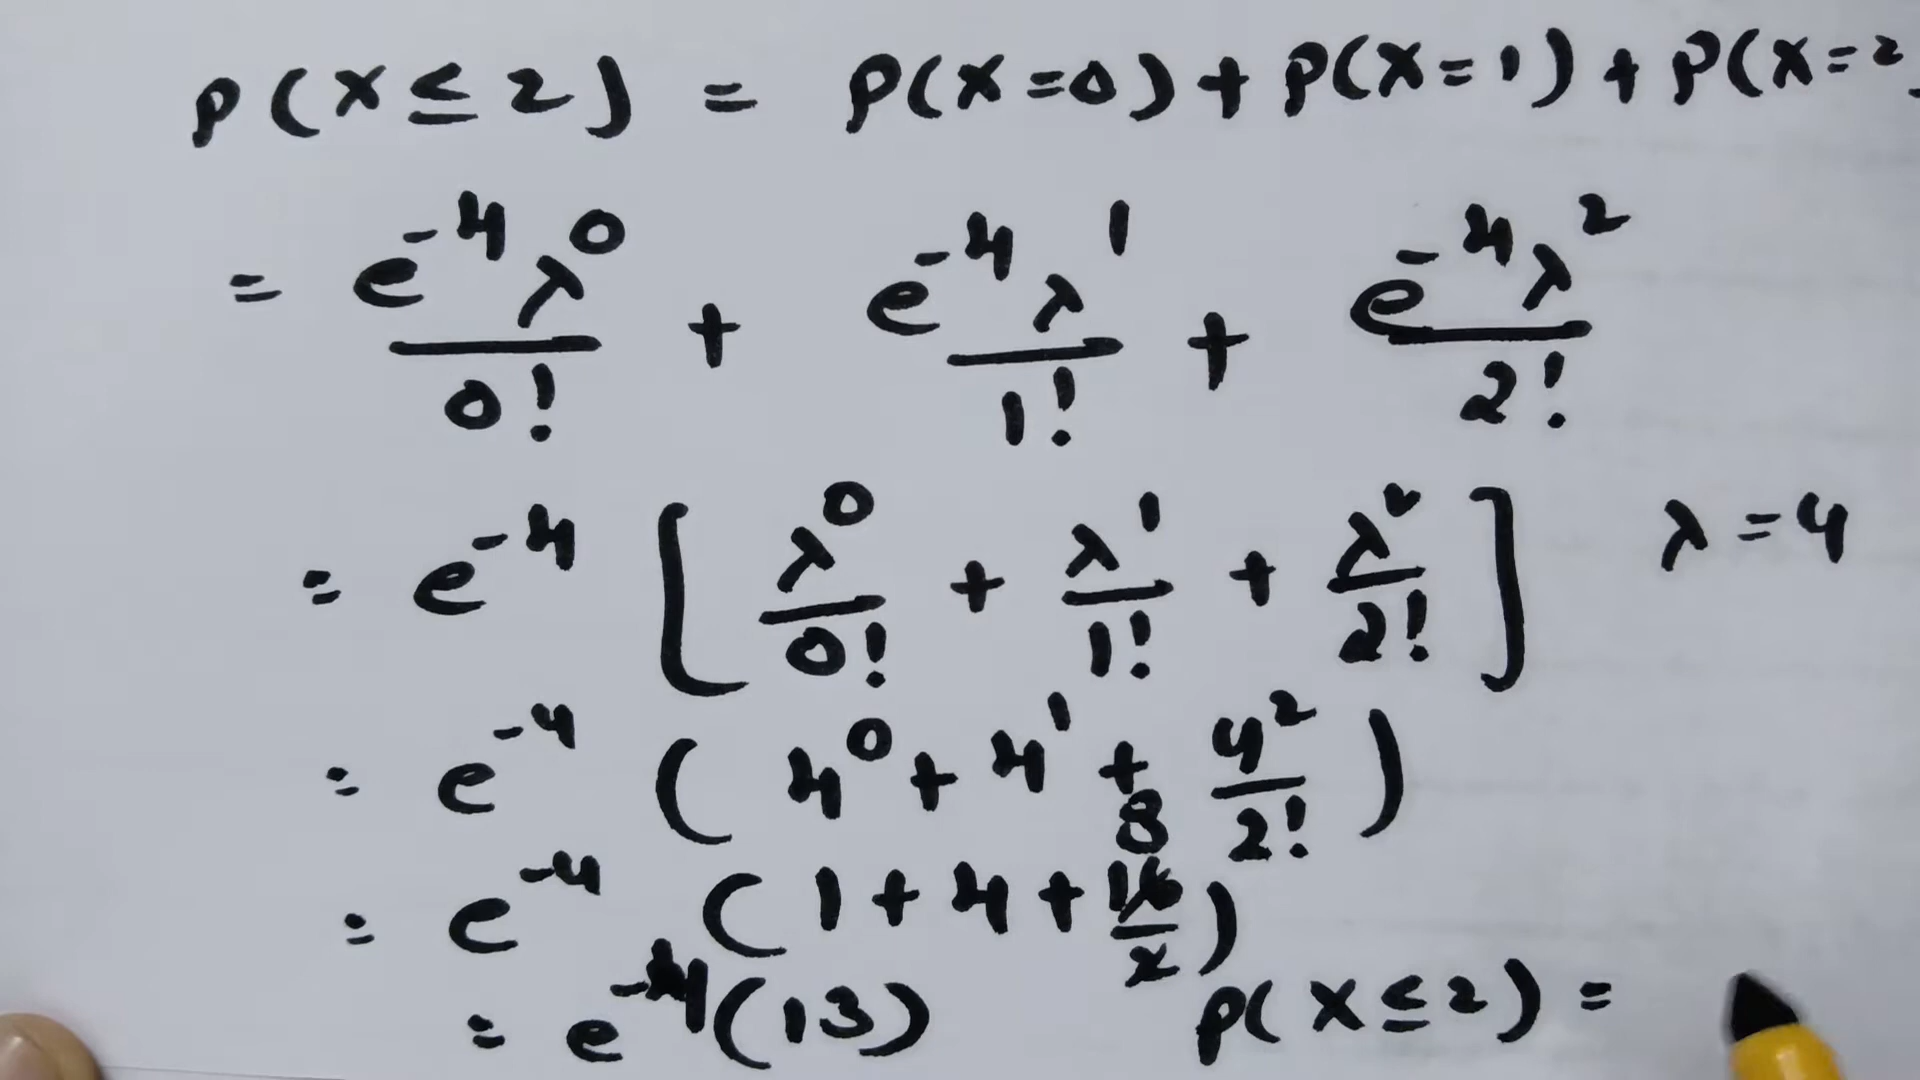 P(X≤2) = P(X=0) + P(X=1) + P(X=2
= e^-4 λ^0 / 0! + e^-4 λ^1 / 1! + e^-4 λ^2 / 2!
= e^-4 [ λ^0 / 0! + λ^1 / 1! + λ^2 / 2! ] λ = 4
= e^-4 ( 4^0 + 4^1 + 4^2 / 2! )
8
= e^-4 ( 1 + 4 + 16 / 2 )
= e^-4 (13) P(X≤2) =